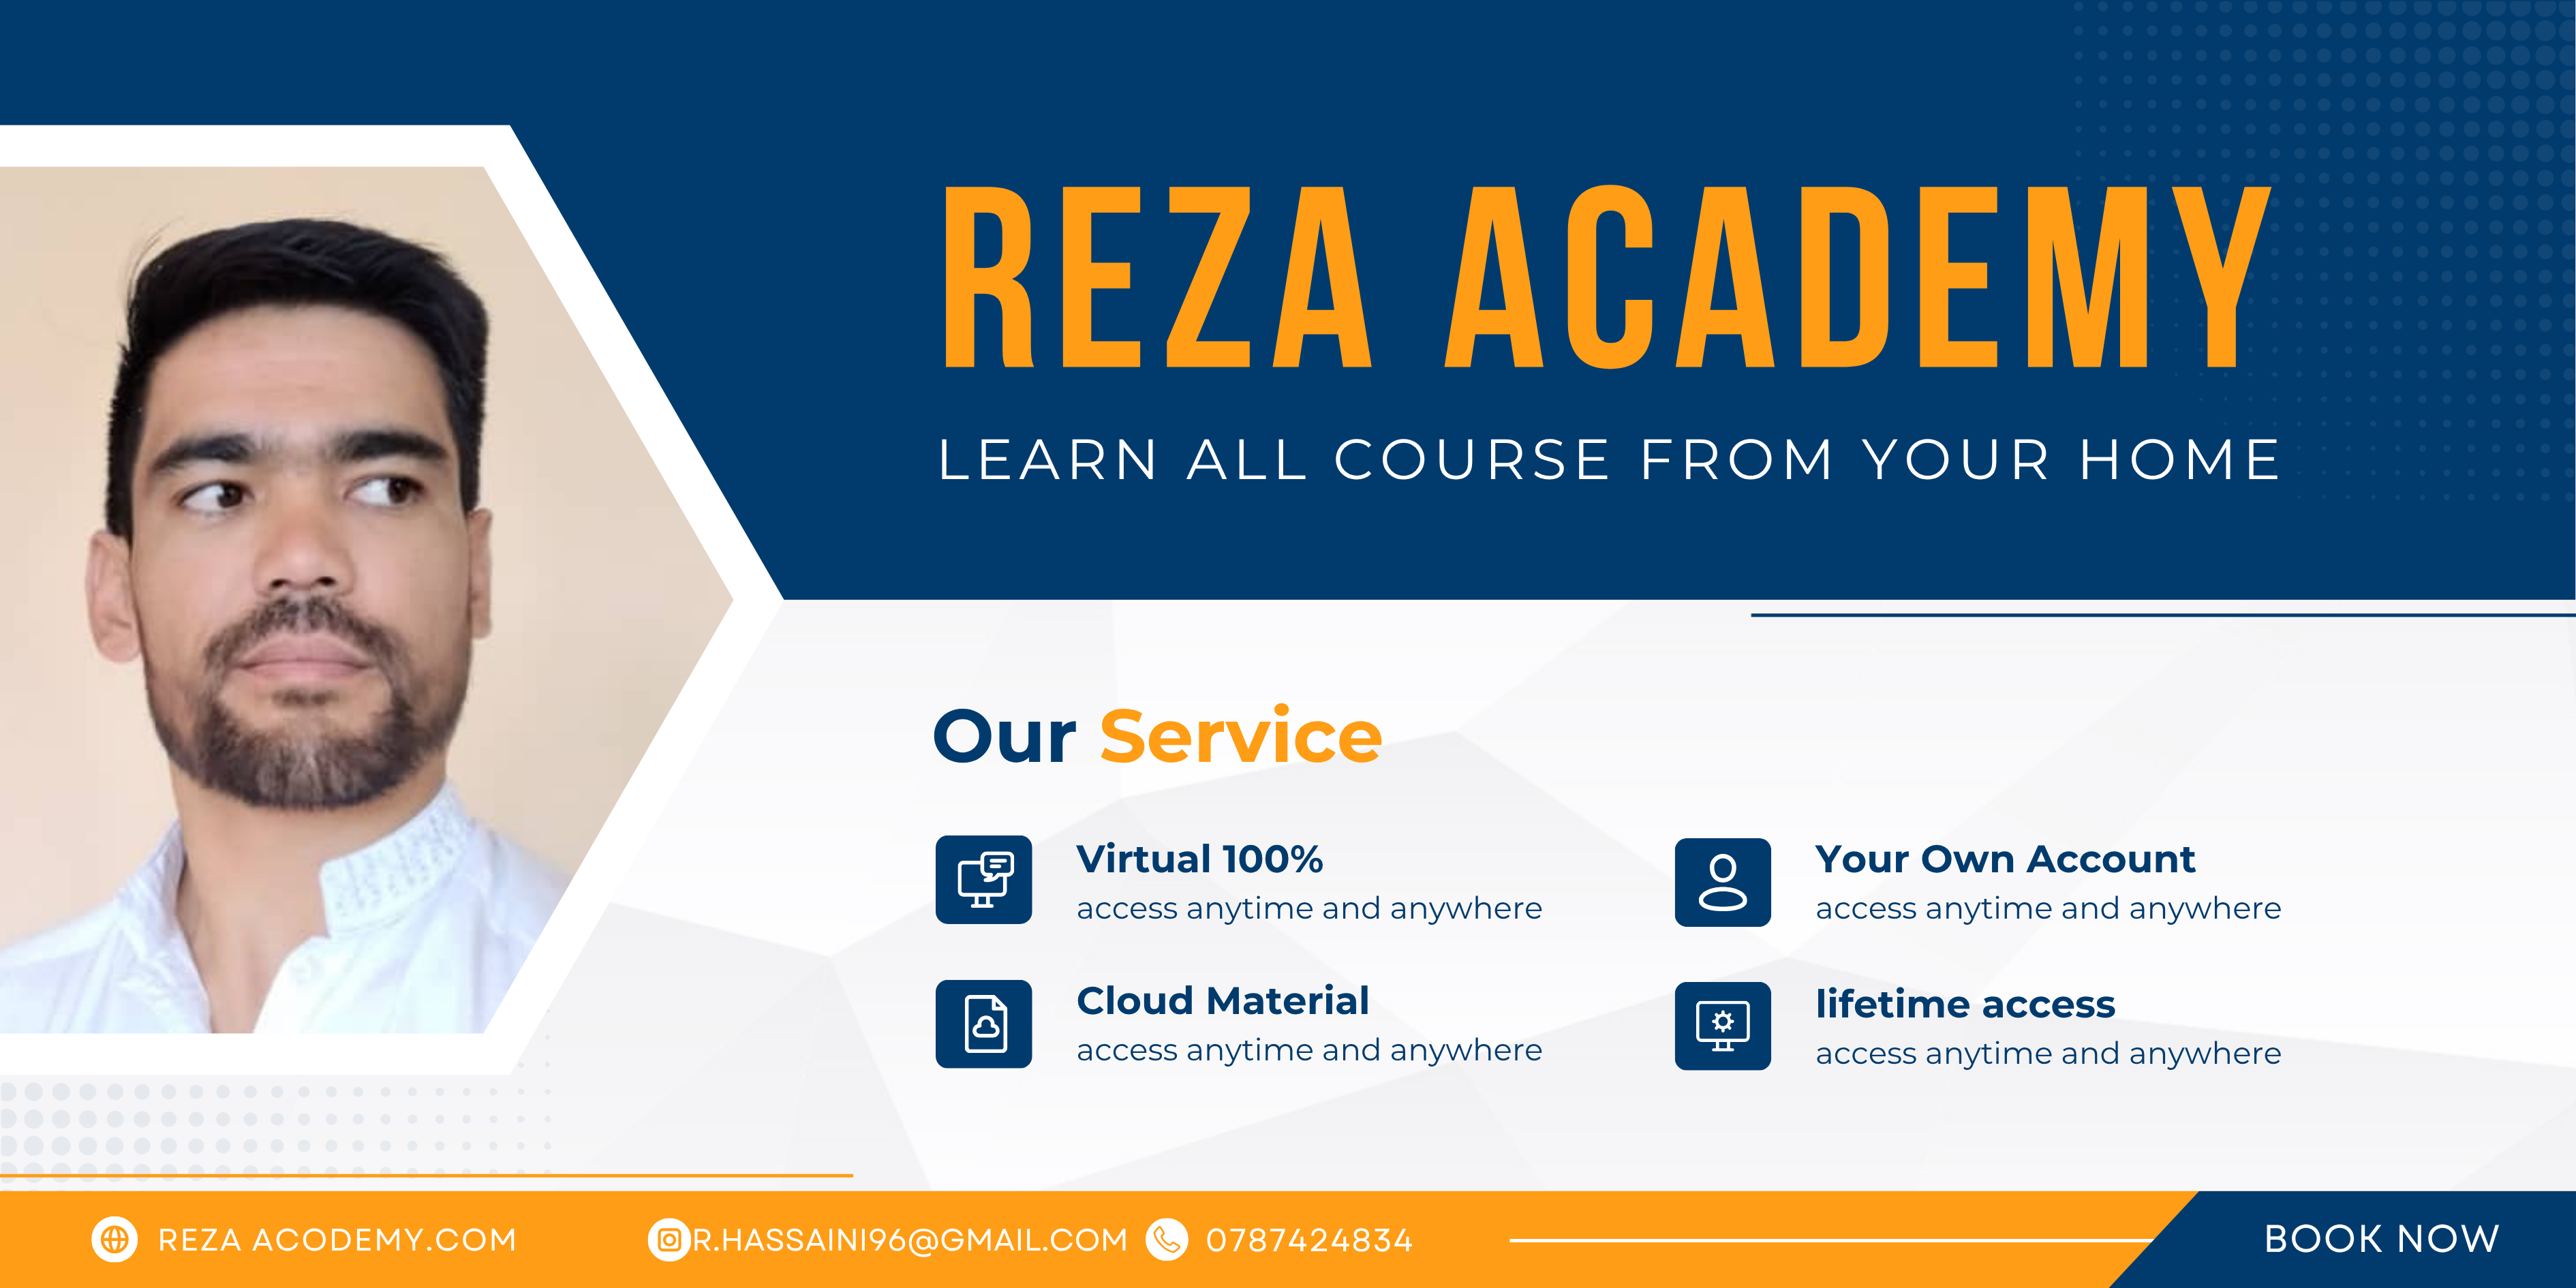 REZA ACADEMY
LEARN ALL COURSE FROM YOUR HOME
Our Service
Virtual 100%
access anytime and anywhere
Your Own Account
access anytime and anywhere
Cloud Material
access anytime and anywhere
lifetime access
access anytime and anywhere
REZA ACODEMY.COM
R.HASSAINI96@GMAIL.COM
0787424834
BOOK NOW